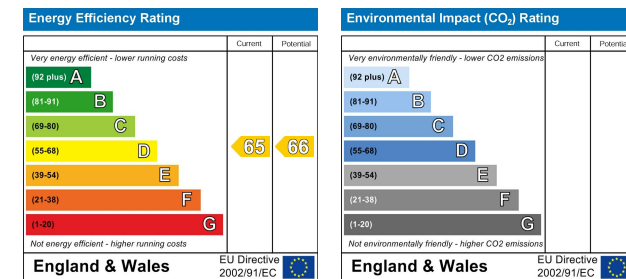 Energy Efficiency Rating
Current Potential
Very energy efficient - lower running costs
(92 plus) A
(81-91) B
(69-80) C
(55-68) D 65 66
(39-54) E
(21-38) F
(1-20) G
Not energy efficient - higher running costs
England & Wales
EU Directive
2002/91/EC
Environmental Impact (CO2) Rating
Current Potential
Very environmentally friendly - lower CO2 emissions
(92 plus) A
(81-91) B
(69-80) C
(55-68) D
(39-54) E
(21-38) F
(1-20) G
Not environmentally friendly - higher CO2 emissions
England & Wales
EU Directive
2002/91/EC